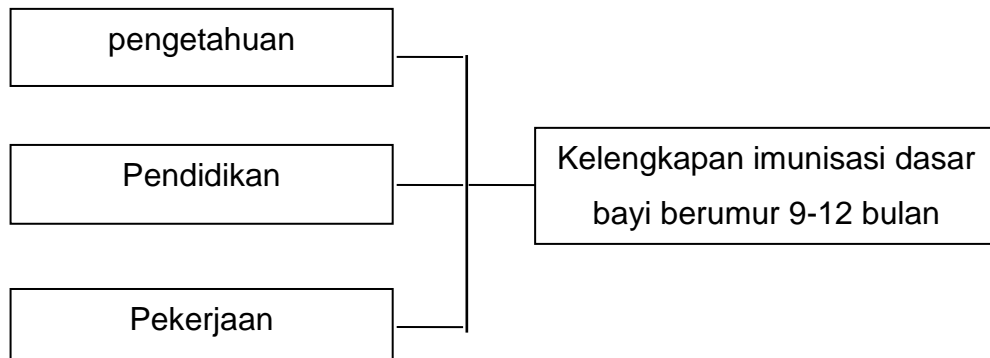 pengetahuan
Pendidikan
Pekerjaan
Kelengkapan imunisasi dasar
bayi berumur 9-12 bulan